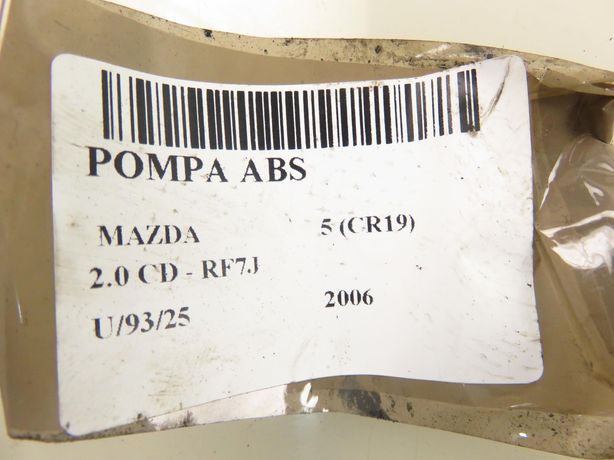 POMPA ABS
MAZDA 5 (CR19)
2.0 CD - RF7J
U/93/25 2006